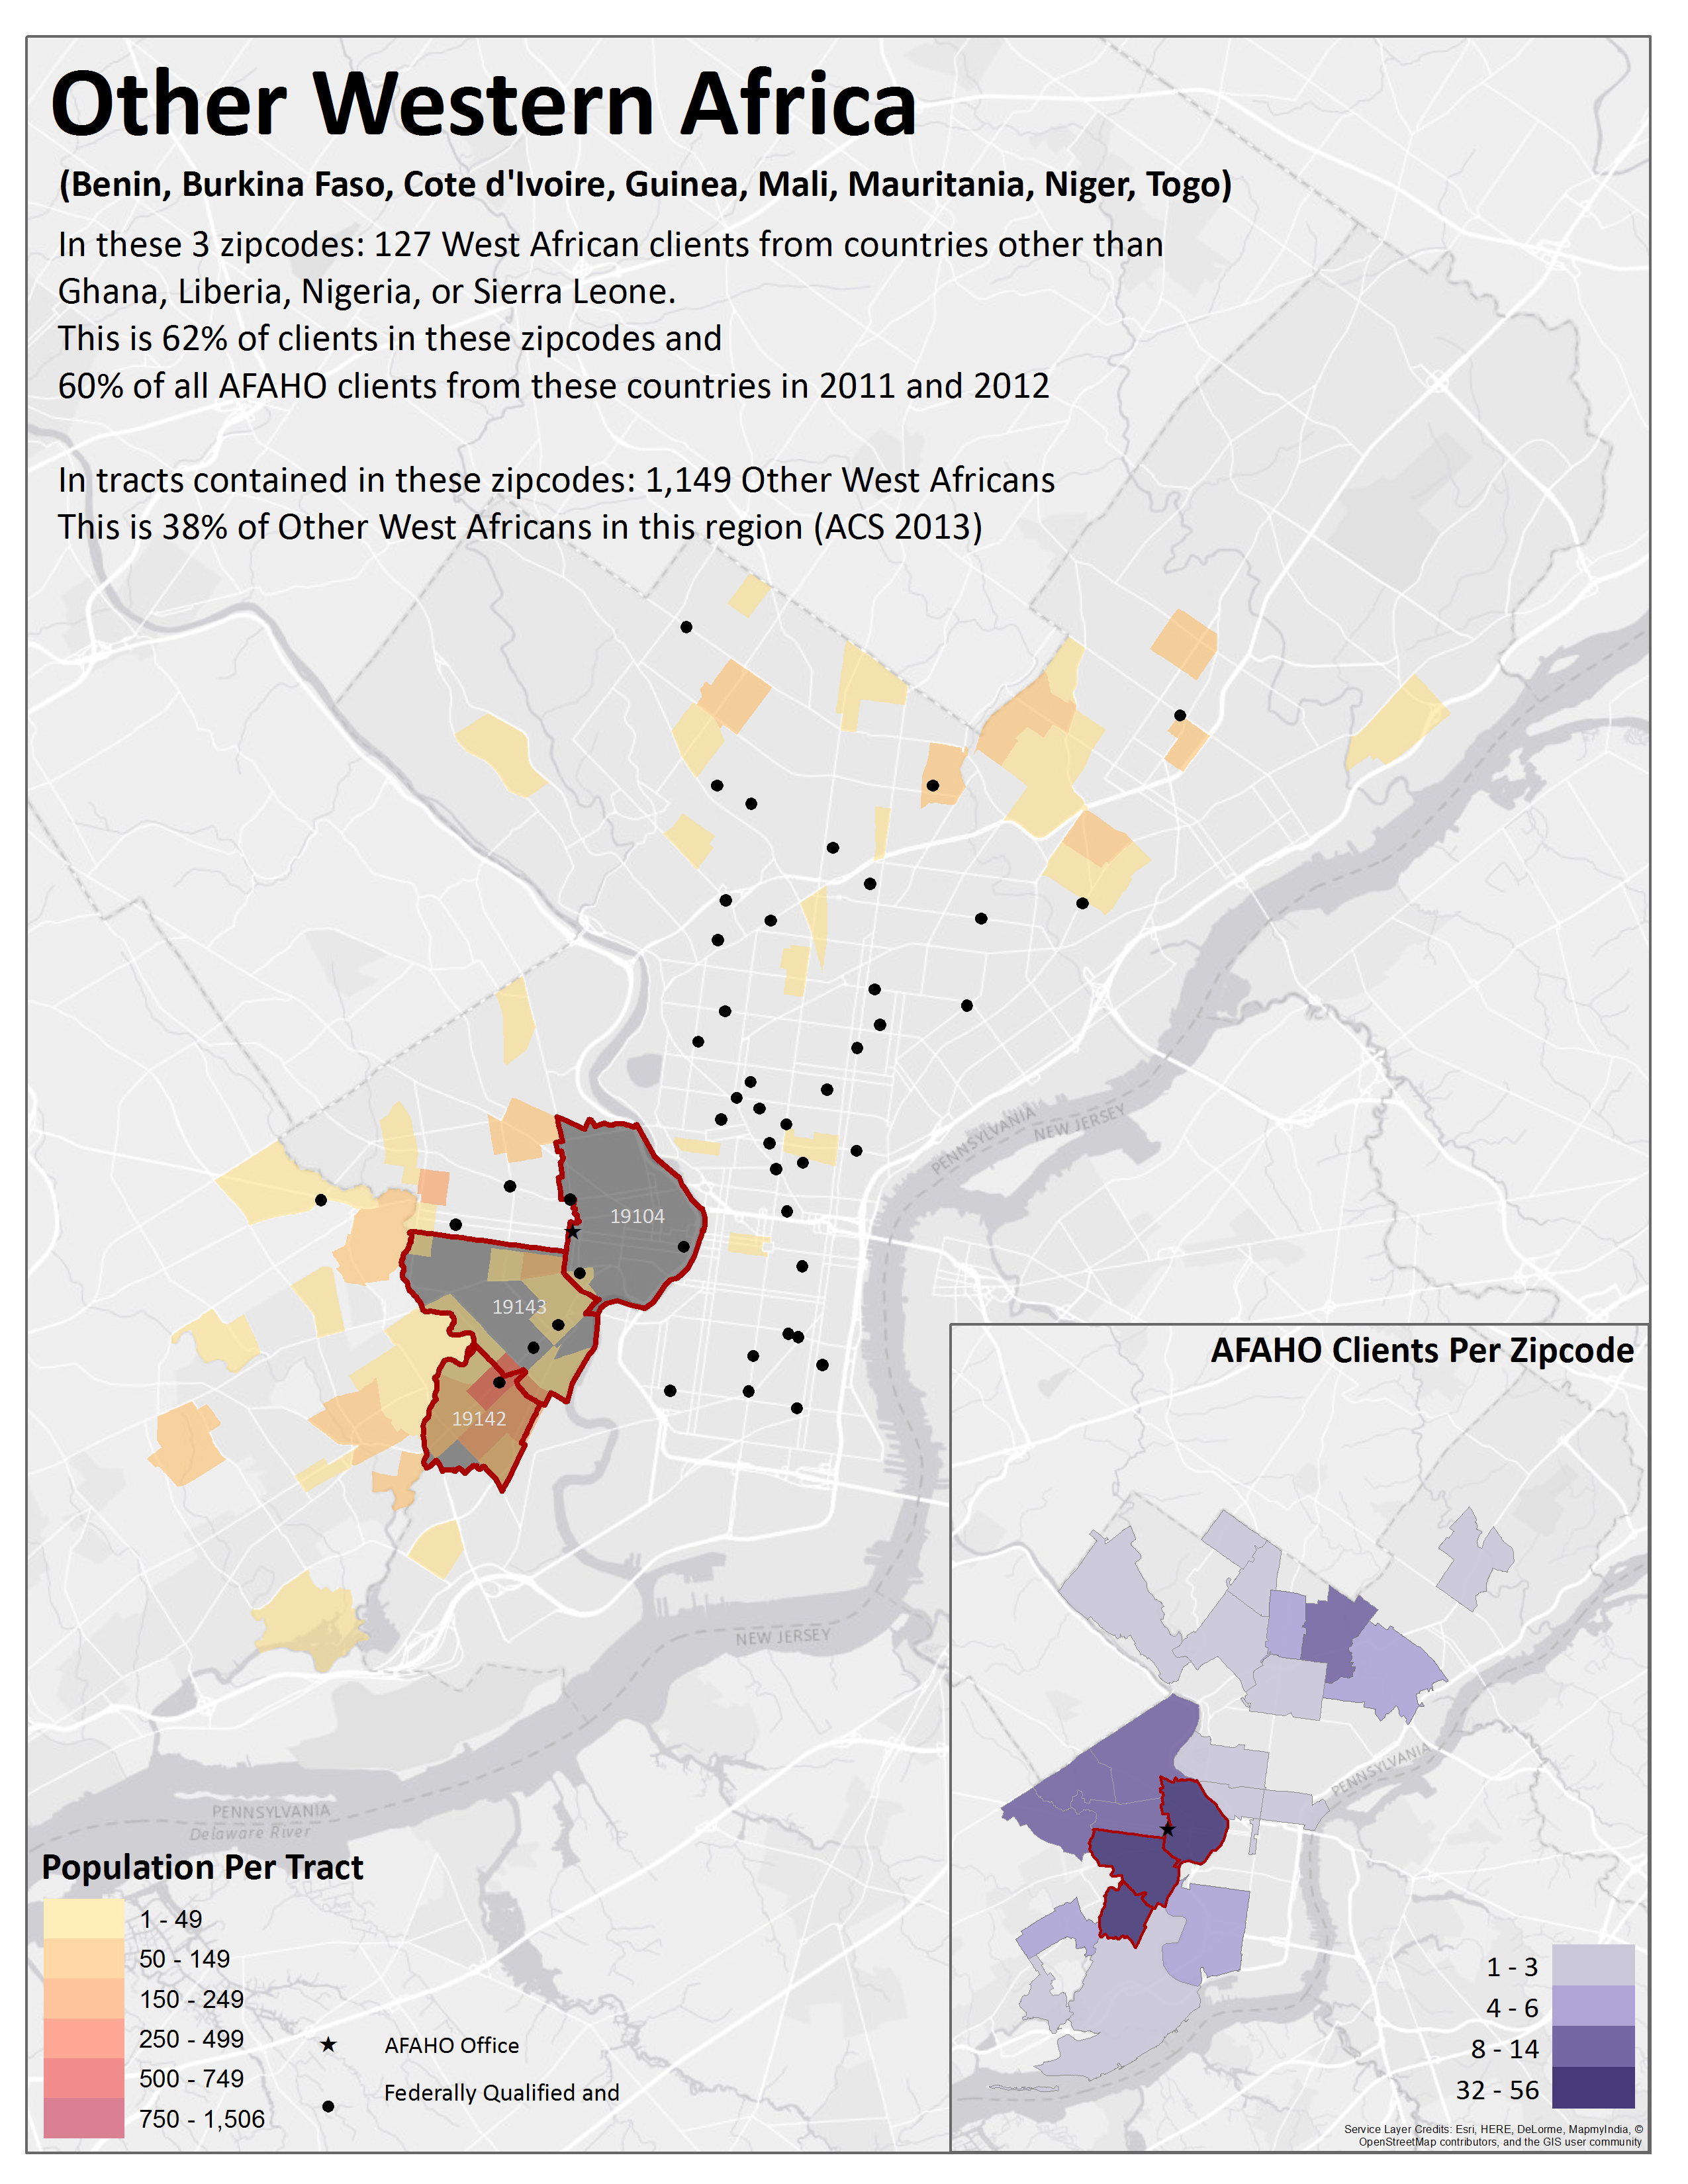 Other Western Africa
(Benin, Burkina Faso, Cote d'Ivoire, Guinea, Mali, Mauritania, Niger, Togo)
In these 3 zipcodes: 127 West African clients from countries other than
Ghana, Liberia, Nigeria, or Sierra Leone.
This is 62% of clients in these zipcodes and
60% of all AFAHO clients from these countries in 2011 and 2012
In tracts contained in these zipcodes: 1,149 Other West Africans
This is 38% of Other West Africans in this region (ACS 2013)
PENNSYLVANIA
NEW JERSEY
19104
19143
19142
NEW JERSEY
PENNSYLVANIA
Delaware River
Population Per Tract
1 - 49
50 - 149
150 - 249
250 - 499
500 - 749
750 - 1,506
AFAHO Office
Federally Qualified and
AFAHO Clients Per Zipcode
PENNSYLVANIA
1 - 3
4 - 6
8 - 14
32 - 56
Service Layer Credits: Esri, HERE, DeLorme, MapmyIndia, ©
OpenStreetMap contributors, and the GIS user community